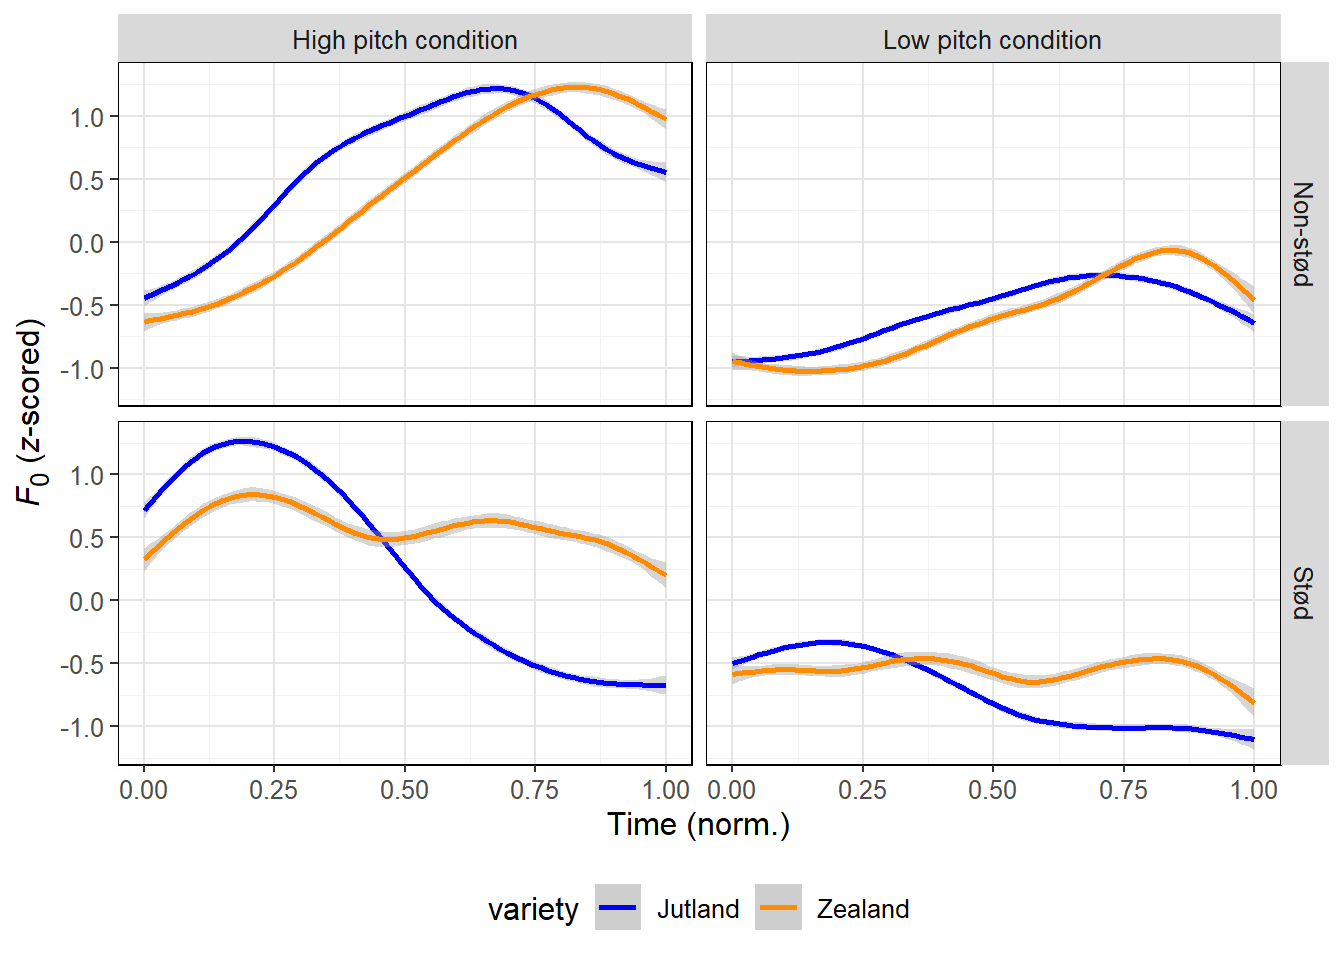 High pitch condition
Low pitch condition
1.0
0.5
0.0
-0.5
-1.0
Non-stød
F0 (z-scored)
1.0
0.5
0.0
-0.5
-1.0
Stød
0.00 0.25 0.50 0.75 1.00
0.00 0.25 0.50 0.75 1.00
Time (norm.)
variety Jutland Zealand